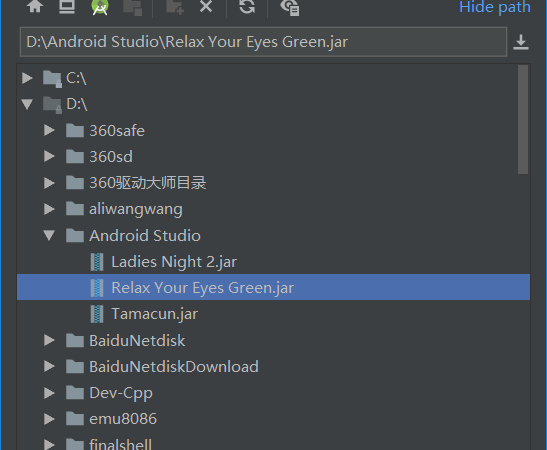 Hide path
D:\Android Studio\Relax Your Eyes Green.jar
C:\
D:\
360safe
360sd
360驱动大师目录
aliwangwang
Android Studio
Ladies Night 2.jar
Relax Your Eyes Green.jar
Tamacun.jar
BaiduNetdisk
BaiduNetdiskDownload
Dev-Cpp
emu8086
finalshell